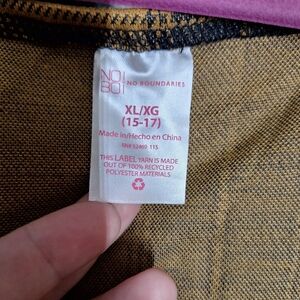 NO
BO!
NO BOUNDARIES
XL/XG
(15-17)
Made in/Hecho en China
THIS LABEL YARN IS MADE
OUT OF 100% RECYCLED
POLYESTER MATERIALS